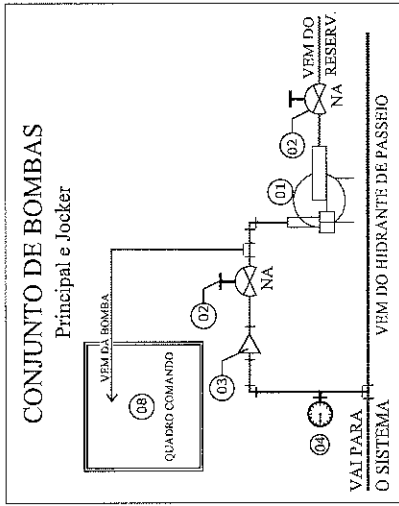 CONJUNTO DE BOMBAS
Principal e Jocker
VEM DA BOMBA
08
QUADRO COMANDO
02
NA
03
01
02
NA
VEM DO
RESERV.
04
VAI PARA
O SISTEMA
VEM DO HIDRANTE DE PASSEIO